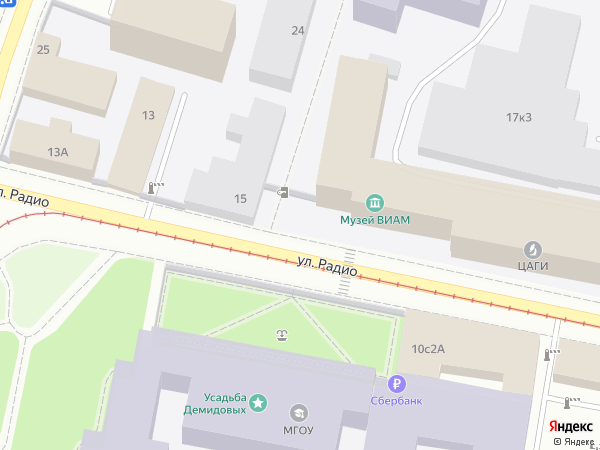 24
25
13
17к3
13А
15
ул. Радио
Музей ВИАМ
ЦАГИ
ул. Радио
10с2А
Сбербанк
Усадьба
Демидовых
МГОУ
Яндекс
© Яндекс